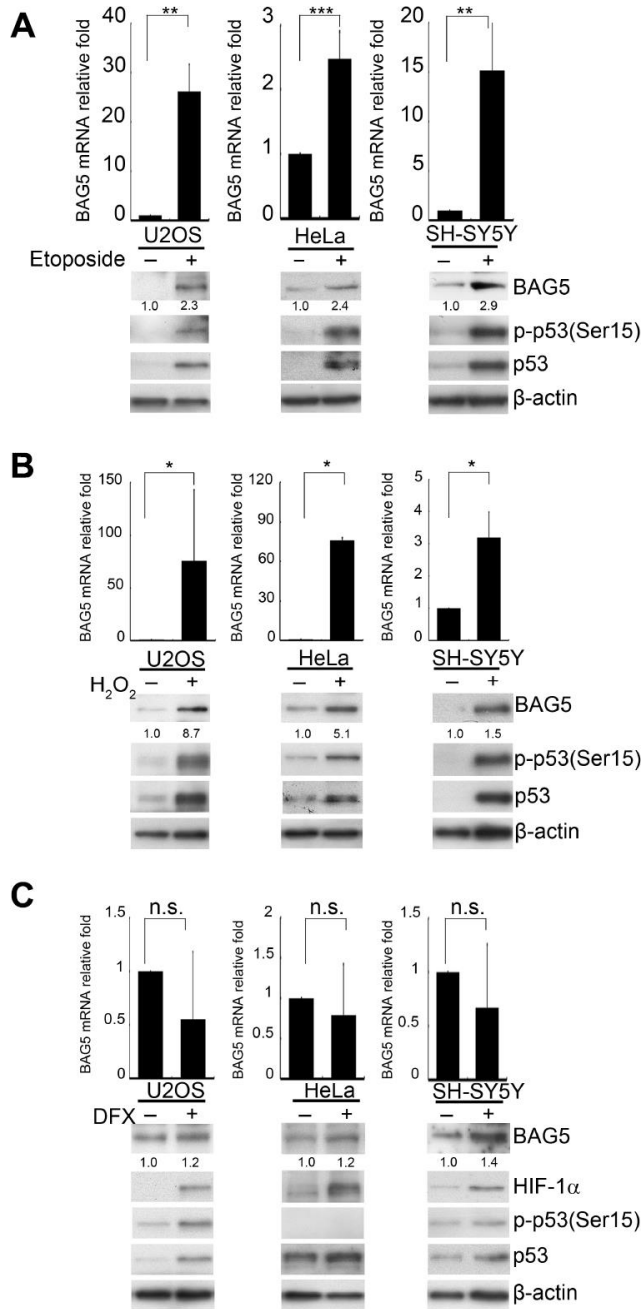 A
** *** **
BAG5 mRNA relative fold BAG5 mRNA relative fold BAG5 mRNA relative fold
40 3 20
30 15
2
20 10
1
10 5
0 0 0
U2OS HeLa SH-SY5Y
Etoposide – + – + – +
BAG5
1.0 2.3 1.0 2.4 1.0 2.9
p-p53(Ser15)
p53
β-actin
B
* * *
BAG5 mRNA relative fold BAG5 mRNA relative fold BAG5 mRNA relative fold
150 120 5
4
100 90
3
75 60
2
50 30
1
0 0 0
U2OS HeLa SH-SY5Y
H₂O₂ – + – + – +
BAG5
1.0 8.7 1.0 5.1 1.0 1.5
p-p53(Ser15)
p53
β-actin
C
n.s. n.s. n.s.
BAG5 mRNA relative fold BAG5 mRNA relative fold BAG5 mRNA relative fold
1.5 2 1.5
1.5
1 1 1
0.5 0.5 0.5
0 0 0
U2OS HeLa SH-SY5Y
DFX – + – + – +
BAG5
1.0 1.2 1.0 1.2 1.0 1.4
HIF-1α
p-p53(Ser15)
p53
β-actin